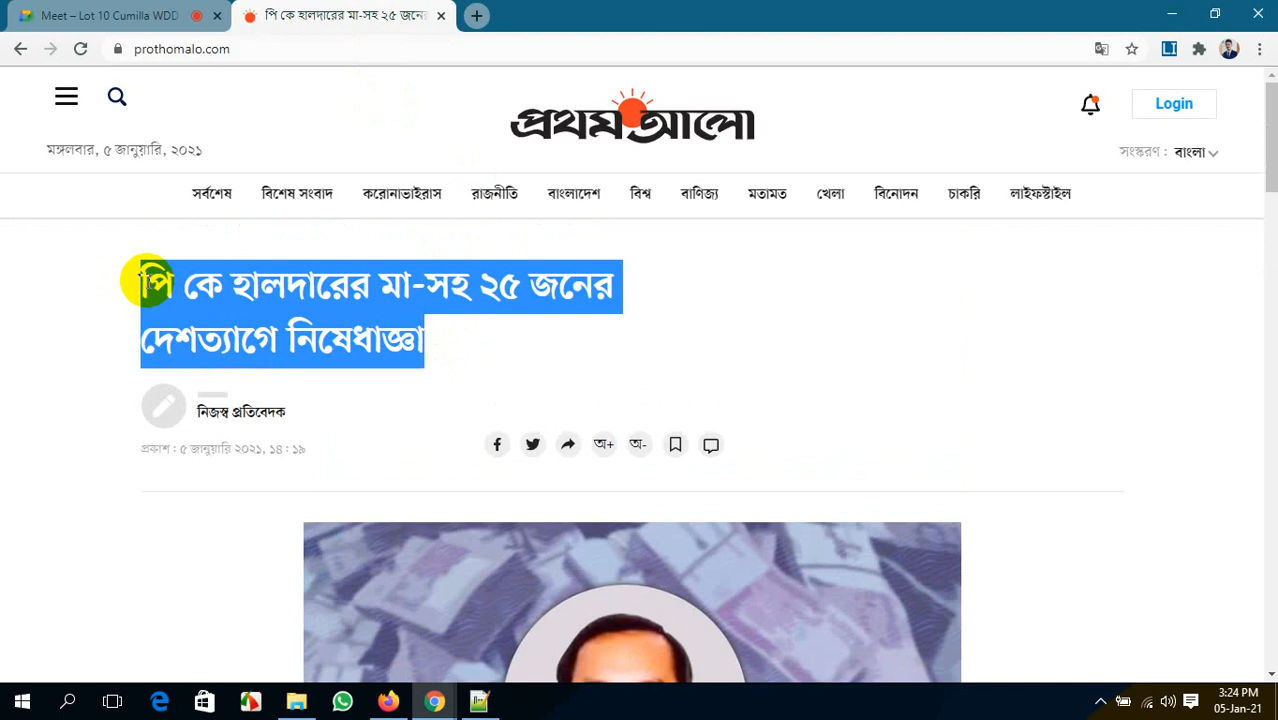 Meet – Lot 10 Cumilla WDD
পি কে হালদারের মা-সহ ২৫ জনের
prothomalo.com
প্রথম আলো
Login
মঙ্গলবার, ৫ জানুয়ারি, ২০২১
সংস্করণ : বাংলা
সর্বশেষ বিশেষ সংবাদ করোনাভাইরাস রাজনীতি বাংলাদেশ বিশ্ব বাণিজ্য মতামত খেলা বিনোদন চাকরি লাইফস্টাইল
পি কে হালদারের মা-সহ ২৫ জনের
দেশত্যাগে নিষেধাজ্ঞা
নিজস্ব প্রতিবেদক
প্রকাশ : ৫ জানুয়ারি ২০২১, ১৪ : ১৯
অ+ অ-
3:24 PM
05-Jan-21